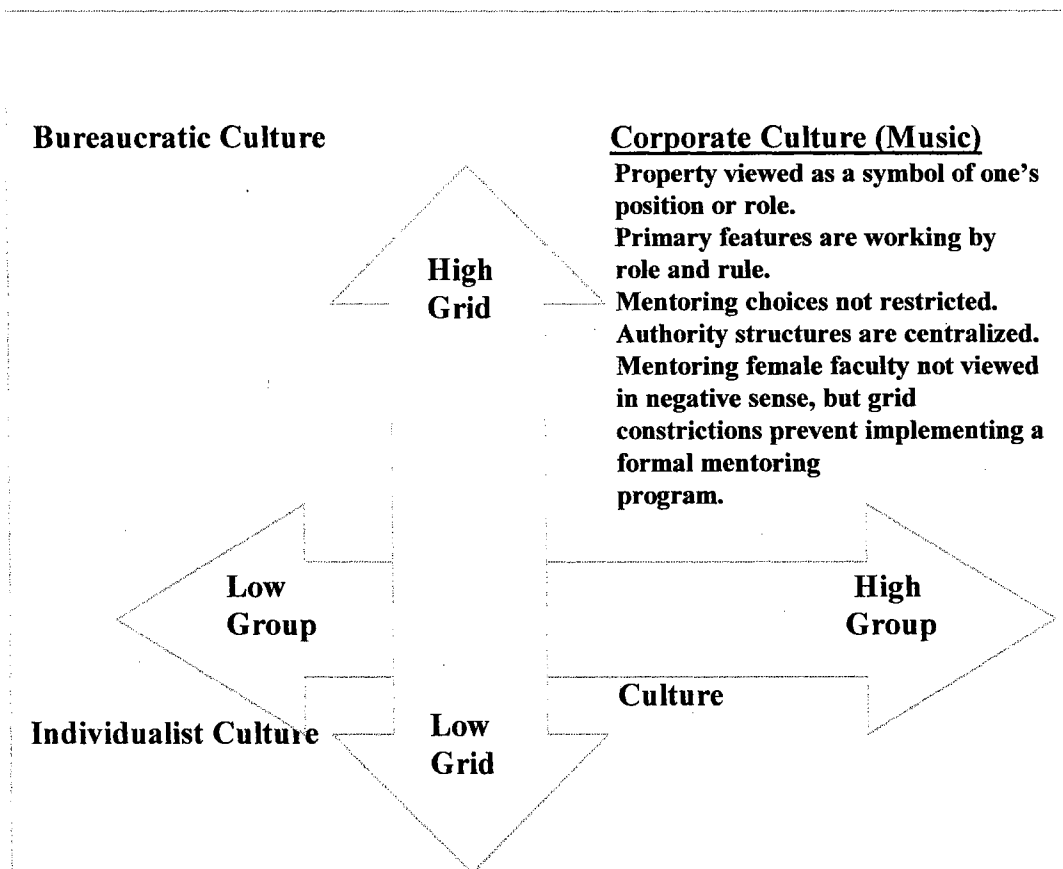 Bureaucratic Culture
Corporate Culture (Music)
Property viewed as a symbol of one's
position or role.
Primary features are working by
role and rule.
Mentoring choices not restricted.
Authority structures are centralized.
Mentoring female faculty not viewed
in negative sense, but grid
constrictions prevent implementing a
formal mentoring
program.
High
Grid
Low
Group
High
Group
Culture
Individualist Culture
Low
Grid